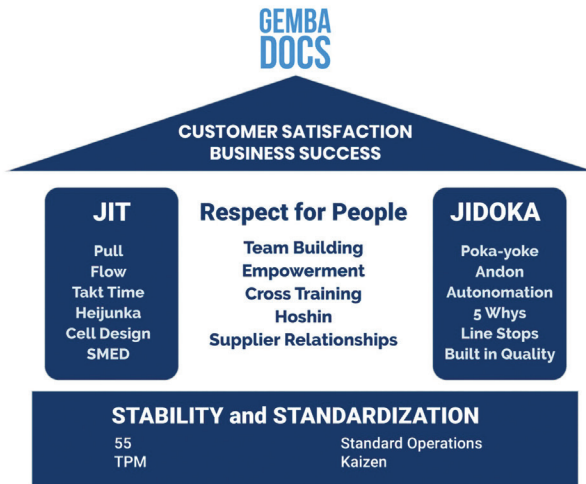 GEMBA
DOCS
CUSTOMER SATISFACTION
BUSINESS SUCCESS
JIT
Pull
Flow
Takt Time
Heijunka
Cell Design
SMED
Respect for People
Team Building
Empowerment
Cross Training
Hoshin
Supplier Relationships
JIDOKA
Poka-yoke
Andon
Autonomation
5 Whys
Line Stops
Built in Quality
STABILITY and STANDARDIZATION
55
TPM
Standard Operations
Kaizen